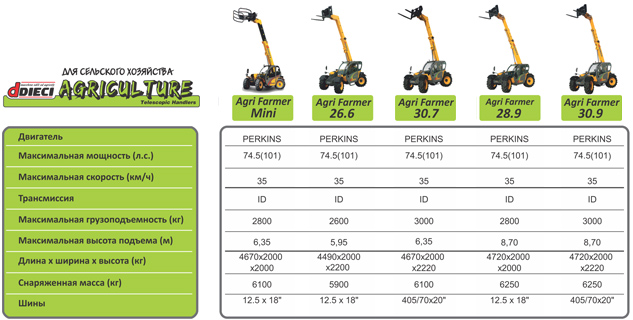 ДЛЯ СЕЛЬСКОГО ХОЗЯЙСТВА
dDIECI AGRICULTURE
Telescopic Handlers
Agri Farmer Mini
Agri Farmer 26.6
Agri Farmer 30.7
Agri Farmer 28.9
Agri Farmer 30.9
Двигатель PERKINS PERKINS PERKINS PERKINS PERKINS
Максимальная мощность (л.с.) 74.5(101) 74.5(101) 74.5(101) 74.5(101) 74.5(101)
Максимальная скорость (км/ч) 35 35 35 35 35
Трансмиссия ID ID ID ID ID
Максимальная грузоподъемность (кг) 2800 2600 3000 2800 3000
Максимальная высота подъема (м) 6,35 5,95 6,35 8,70 8,70
Длина х ширина х высота (кг) 4670x2000 x2000 4490x2000 x2200 4670x2000 x2220 4720x2000 x2000 4720x2000 x2220
Снаряженная масса (кг) 6100 5900 6100 6250 6250
Шины 12.5 x 18" 12.5 x 18" 405/70x20" 12.5 x 18" 405/70x20"